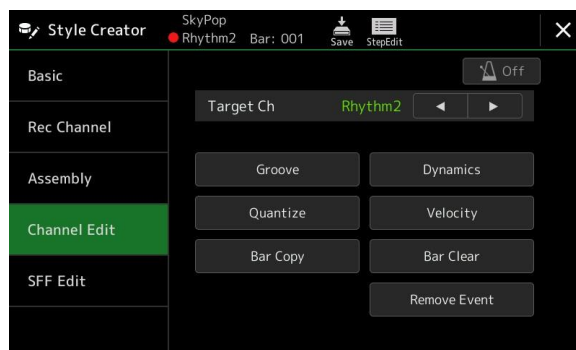 Style Creator
SkyPop
Rhythm2 Bar: 001
Save
StepEdit
Basic
Off
Target Ch Rhythm2
Rec Channel
Assembly
Groove
Dynamics
Channel Edit
Quantize
Velocity
Bar Copy
Bar Clear
SFF Edit
Remove Event